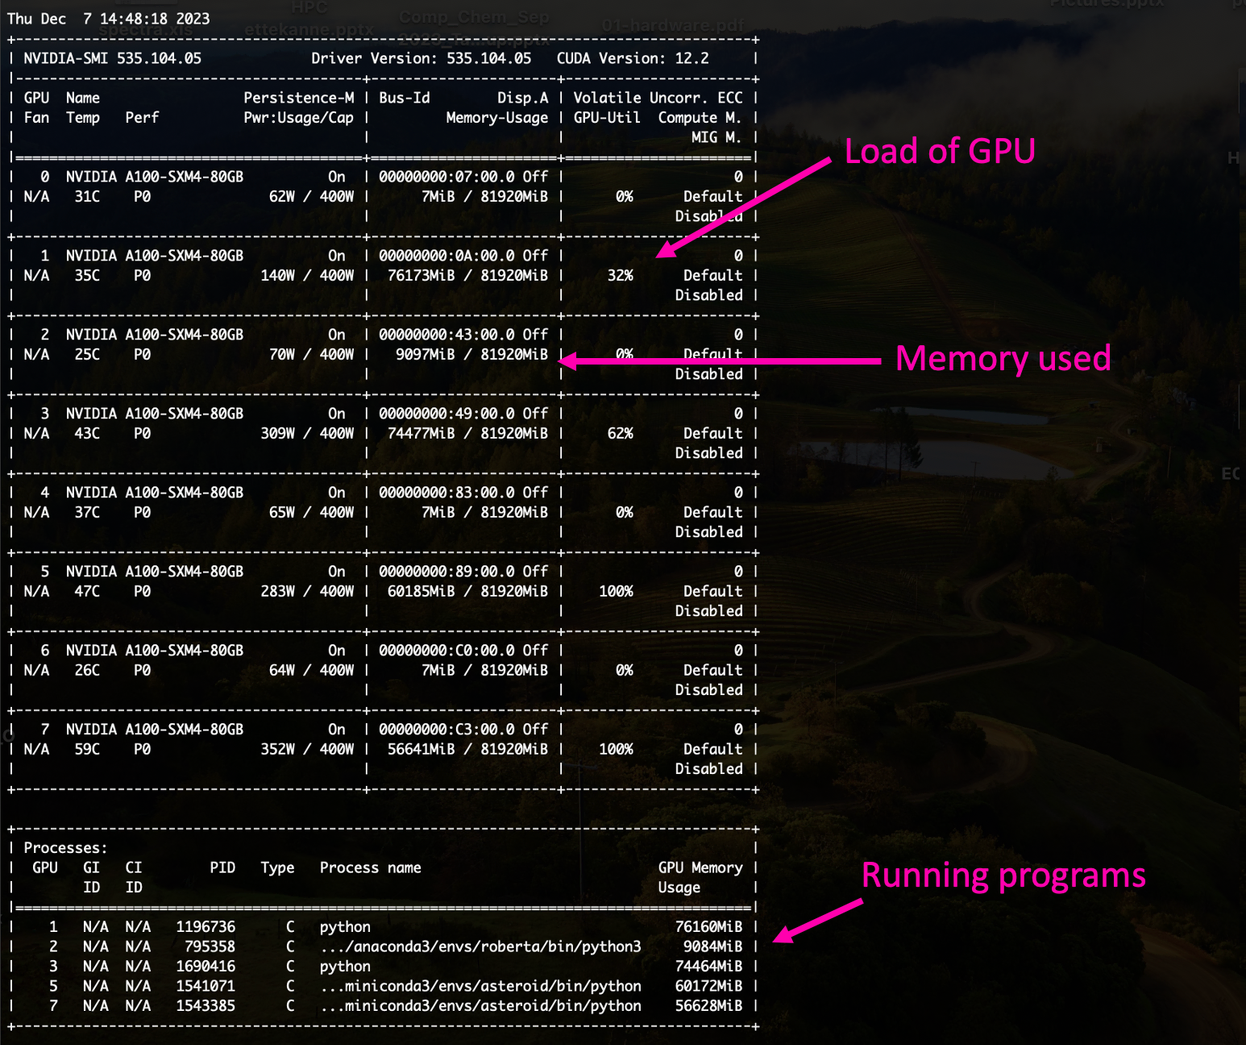 HPC
Comp_Chem_Sep
Pictures.pptx
Thu Dec  7 14:48:18 2023
spectra.xls
ettekanne.pptx
01-hardware.pdf
+-----------------------------------------------------------------------------+
| NVIDIA-SMI 535.104.05             Driver Version: 535.104.05   CUDA Version: 12.2     |
|-----------------------------------------+----------------------+----------------------+
| GPU  Name                 Persistence-M | Bus-Id        Disp.A | Volatile Uncorr. ECC |
| Fan  Temp   Perf          Pwr:Usage/Cap |         Memory-Usage | GPU-Util  Compute M. |
|                                         |                      |               MIG M. |
|=========================================+======================+======================|
|   0  NVIDIA A100-SXM4-80GB          On  | 00000000:07:00.0 Off |                    0 |
| N/A   31C    P0              62W / 400W |      7MiB / 81920MiB |      0%      Default |
|                                         |                      |             Disabled |
+-----------------------------------------+----------------------+----------------------+
|   1  NVIDIA A100-SXM4-80GB          On  | 00000000:0A:00.0 Off |                    0 |
| N/A   35C    P0             140W / 400W |  76173MiB / 81920MiB |     32%      Default |
|                                         |                      |             Disabled |
+-----------------------------------------+----------------------+----------------------+
|   2  NVIDIA A100-SXM4-80GB          On  | 00000000:43:00.0 Off |                    0 |
| N/A   25C    P0              70W / 400W |   9097MiB / 81920MiB |      0%      Default |
|                                         |                      |             Disabled |
+-----------------------------------------+----------------------+----------------------+
|   3  NVIDIA A100-SXM4-80GB          On  | 00000000:49:00.0 Off |                    0 |
| N/A   43C    P0             309W / 400W |  74477MiB / 81920MiB |     62%      Default |
|                                         |                      |             Disabled |
+-----------------------------------------+----------------------+----------------------+
|   4  NVIDIA A100-SXM4-80GB          On  | 00000000:83:00.0 Off |                    0 |
| N/A   37C    P0              65W / 400W |      7MiB / 81920MiB |      0%      Default |
|                                         |                      |             Disabled |
+-----------------------------------------+----------------------+----------------------+
|   5  NVIDIA A100-SXM4-80GB          On  | 00000000:89:00.0 Off |                    0 |
| N/A   47C    P0             283W / 400W |  60185MiB / 81920MiB |    100%      Default |
|                                         |                      |             Disabled |
+-----------------------------------------+----------------------+----------------------+
|   6  NVIDIA A100-SXM4-80GB          On  | 00000000:C0:00.0 Off |                    0 |
| N/A   26C    P0              64W / 400W |      7MiB / 81920MiB |      0%      Default |
|                                         |                      |             Disabled |
+-----------------------------------------+----------------------+----------------------+
|   7  NVIDIA A100-SXM4-80GB          On  | 00000000:C3:00.0 Off |                    0 |
| N/A   59C    P0             352W / 400W |  56641MiB / 81920MiB |    100%      Default |
|                                         |                      |             Disabled |
+-----------------------------------------+----------------------+----------------------+
+---------------------------------------------------------------------------------------+
| Processes:                                                                            |
|  GPU   GI   CI        PID   Type   Process name                            GPU Memory |
|        ID   ID                                                             Usage      |
|=======================================================================================|
|    1   N/A  N/A   1196736      C   python                                    76160MiB |
|    2   N/A  N/A    795358      C   .../anaconda3/envs/roberta/bin/python3     9084MiB |
|    3   N/A  N/A   1690416      C   python                                    74464MiB |
|    5   N/A  N/A   1541071      C   ...miniconda3/envs/asteroid/bin/python    60172MiB |
|    7   N/A  N/A   1543385      C   ...miniconda3/envs/asteroid/bin/python    56628MiB |
+---------------------------------------------------------------------------------------+
Load of GPU
Memory used
Running programs